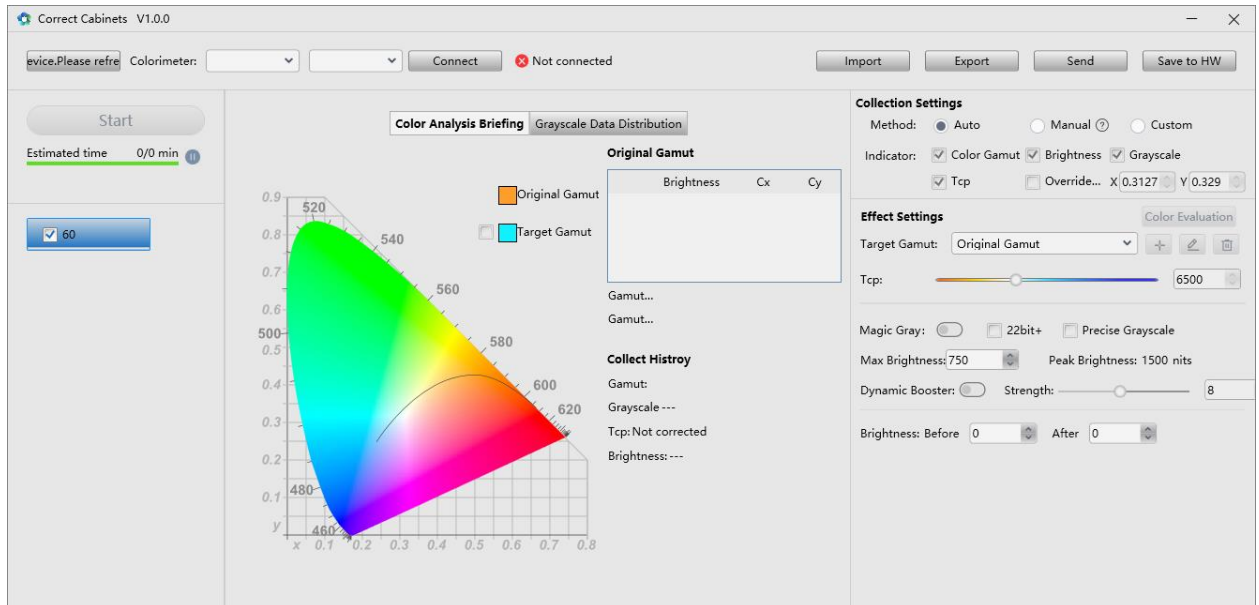 Correct Cabinets V1.0.0
evice.Please refre Colorimeter: Connect Not connected Import Export Send Save to HW
Start
Estimated time 0/0 min
60
Color Analysis Briefing Grayscale Data Distribution
Original Gamut
Target Gamut
0.9
0.8
0.7
0.6
0.5
0.4
0.3
0.2
0.1
y
x 0.1 0.2 0.3 0.4 0.5 0.6 0.7 0.8
520
540
560
500
580
600
620
480
460
Original Gamut
Brightness Cx Cy
Gamut...
Gamut...
Collect Histroy
Gamut:
Grayscale ---
Tcp: Not corrected
Brightness: ---
Collection Settings
Method: Auto Manual ? Custom
Indicator: Color Gamut Brightness Grayscale
Tcp Override... X 0.3127 Y 0.329
Effect Settings Color Evaluation
Target Gamut: Original Gamut
Tcp: 6500
Magic Gray: 22bit+ Precise Grayscale
Max Brightness: 750 Peak Brightness: 1500 nits
Dynamic Booster: Strength: 8
Brightness: Before 0 After 0